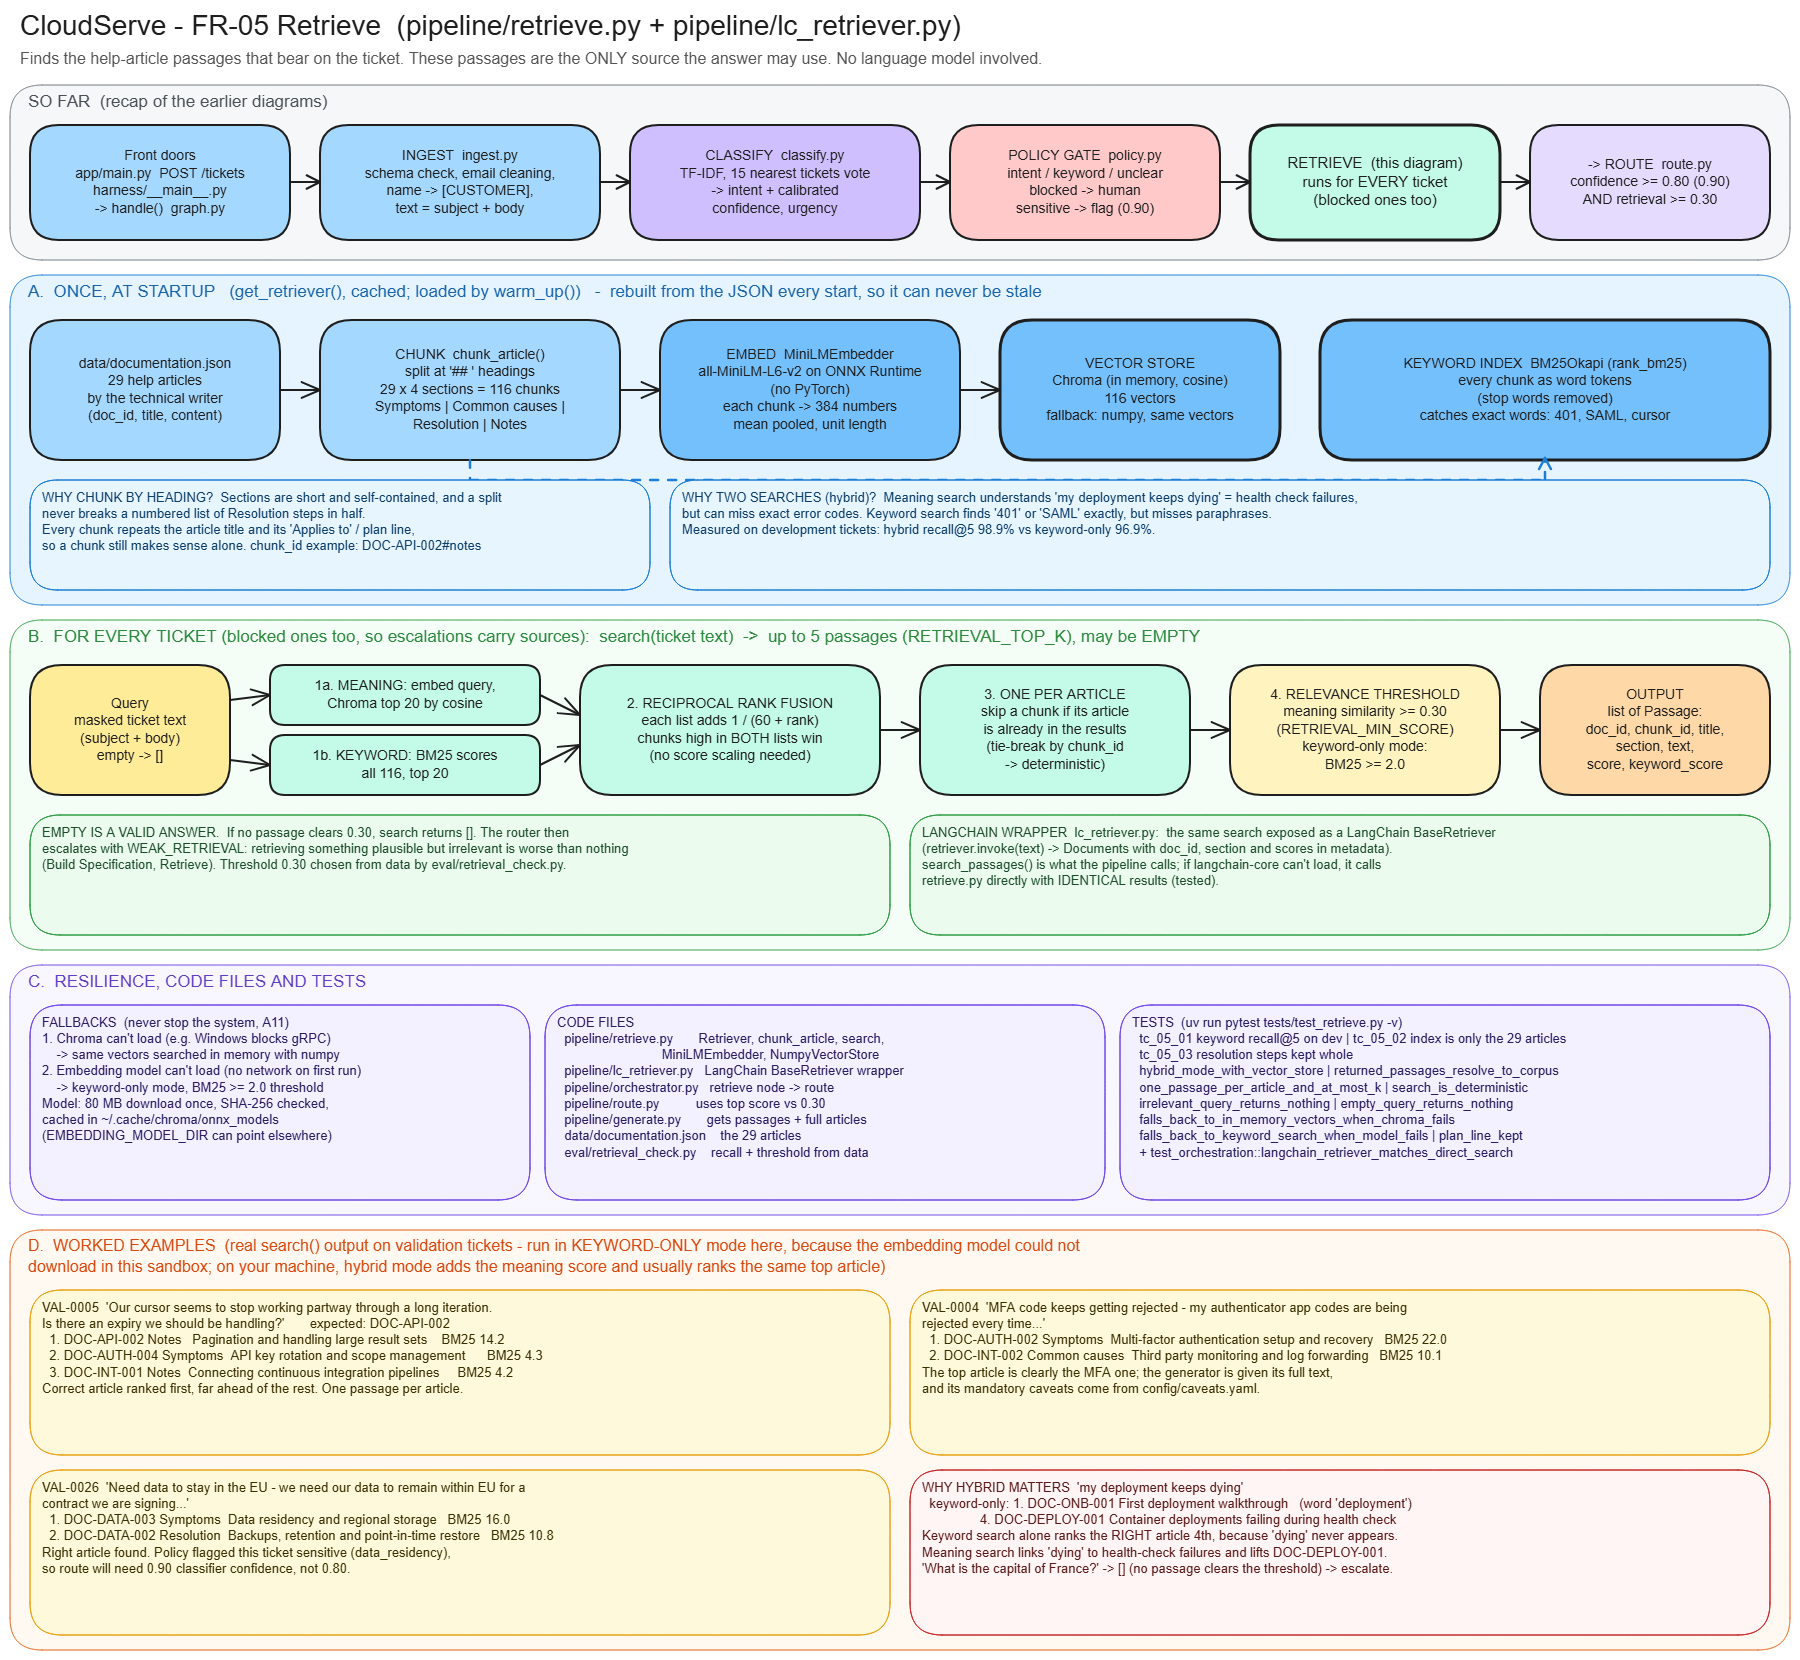 CloudServe - FR-05 Retrieve  (pipeline/retrieve.py + pipeline/lc_retriever.py)
Finds the help-article passages that bear on the ticket. These passages are the ONLY source the answer may use. No language model involved.
SO FAR  (recap of the earlier diagrams)
Front doors
app/main.py  POST /tickets
harness/__main__.py
-> handle()  graph.py
INGEST  ingest.py
schema check, email cleaning,
name -> [CUSTOMER],
text = subject + body
CLASSIFY  classify.py
TF-IDF, 15 nearest tickets vote
-> intent + calibrated
confidence, urgency
POLICY GATE  policy.py
intent / keyword / unclear
blocked -> human
sensitive -> flag (0.90)
RETRIEVE  (this diagram)
runs for EVERY ticket
(blocked ones too)
-> ROUTE  route.py
confidence >= 0.80 (0.90)
AND retrieval >= 0.30
A.  ONCE, AT STARTUP   (get_retriever(), cached; loaded by warm_up())   -  rebuilt from the JSON every start, so it can never be stale
data/documentation.json
29 help articles
by the technical writer
(doc_id, title, content)
CHUNK  chunk_article()
split at '## ' headings
29 x 4 sections = 116 chunks
Symptoms | Common causes |
Resolution | Notes
EMBED  MiniLMEmbedder
all-MiniLM-L6-v2 on ONNX Runtime
(no PyTorch)
each chunk -> 384 numbers
mean pooled, unit length
VECTOR STORE
Chroma (in memory, cosine)
116 vectors
fallback: numpy, same vectors
KEYWORD INDEX  BM25Okapi (rank_bm25)
every chunk as word tokens
(stop words removed)
catches exact words: 401, SAML, cursor
WHY CHUNK BY HEADING?  Sections are short and self-contained, and a split
never breaks a numbered list of Resolution steps in half.
Every chunk repeats the article title and its 'Applies to' / plan line,
so a chunk still makes sense alone. chunk_id example: DOC-API-002#notes
WHY TWO SEARCHES (hybrid)?  Meaning search understands 'my deployment keeps dying' = health check failures,
but can miss exact error codes. Keyword search finds '401' or 'SAML' exactly, but misses paraphrases.
Measured on development tickets: hybrid recall@5 98.9% vs keyword-only 96.9%.
B.  FOR EVERY TICKET (blocked ones too, so escalations carry sources):  search(ticket text)  ->  up to 5 passages (RETRIEVAL_TOP_K), may be EMPTY
Query
masked ticket text
(subject + body)
empty -> []
1a. MEANING: embed query,
Chroma top 20 by cosine
1b. KEYWORD: BM25 scores
all 116, top 20
2. RECIPROCAL RANK FUSION
each list adds 1 / (60 + rank)
chunks high in BOTH lists win
(no score scaling needed)
3. ONE PER ARTICLE
skip a chunk if its article
is already in the results
(tie-break by chunk_id
-> deterministic)
4. RELEVANCE THRESHOLD
meaning similarity >= 0.30
(RETRIEVAL_MIN_SCORE)
keyword-only mode:
BM25 >= 2.0
OUTPUT
list of Passage:
doc_id, chunk_id, title,
section, text,
score, keyword_score
EMPTY IS A VALID ANSWER.  If no passage clears 0.30, search returns []. The router then
escalates with WEAK_RETRIEVAL: retrieving something plausible but irrelevant is worse than nothing
(Build Specification, Retrieve). Threshold 0.30 chosen from data by eval/retrieval_check.py.
LANGCHAIN WRAPPER  lc_retriever.py:  the same search exposed as a LangChain BaseRetriever
(retriever.invoke(text) -> Documents with doc_id, section and scores in metadata).
search_passages() is what the pipeline calls; if langchain-core can't load, it calls
retrieve.py directly with IDENTICAL results (tested).
C.  RESILIENCE, CODE FILES AND TESTS
FALLBACKS  (never stop the system, A11)
1. Chroma can't load (e.g. Windows blocks gRPC)
-> same vectors searched in memory with numpy
2. Embedding model can't load (no network on first run)
-> keyword-only mode, BM25 >= 2.0 threshold
Model: 80 MB download once, SHA-256 checked,
cached in ~/.cache/chroma/onnx_models
(EMBEDDING_MODEL_DIR can point elsewhere)
CODE FILES
pipeline/retrieve.py       Retriever, chunk_article, search,
MiniLMEmbedder, NumpyVectorStore
pipeline/lc_retriever.py   LangChain BaseRetriever wrapper
pipeline/orchestrator.py   retrieve node -> route
pipeline/route.py          uses top score vs 0.30
pipeline/generate.py       gets passages + full articles
data/documentation.json    the 29 articles
eval/retrieval_check.py    recall + threshold from data
TESTS  (uv run pytest tests/test_retrieve.py -v)
tc_05_01 keyword recall@5 on dev | tc_05_02 index is only the 29 articles
tc_05_03 resolution steps kept whole
hybrid_mode_with_vector_store | returned_passages_resolve_to_corpus
one_passage_per_article_and_at_most_k | search_is_deterministic
irrelevant_query_returns_nothing | empty_query_returns_nothing
falls_back_to_in_memory_vectors_when_chroma_fails
falls_back_to_keyword_search_when_model_fails | plan_line_kept
+ test_orchestration::langchain_retriever_matches_direct_search
D.  WORKED EXAMPLES  (real search() output on validation tickets - run in KEYWORD-ONLY mode here, because the embedding model could not
download in this sandbox; on your machine, hybrid mode adds the meaning score and usually ranks the same top article)
VAL-0005  'Our cursor seems to stop working partway through a long iteration.
Is there an expiry we should be handling?'       expected: DOC-API-002
1. DOC-API-002 Notes   Pagination and handling large result sets    BM25 14.2
2. DOC-AUTH-004 Symptoms  API key rotation and scope management      BM25 4.3
3. DOC-INT-001 Notes  Connecting continuous integration pipelines     BM25 4.2
Correct article ranked first, far ahead of the rest. One passage per article.
VAL-0004  'MFA code keeps getting rejected - my authenticator app codes are being
rejected every time...'
1. DOC-AUTH-002 Symptoms  Multi-factor authentication setup and recovery   BM25 22.0
2. DOC-INT-002 Common causes  Third party monitoring and log forwarding   BM25 10.1
The top article is clearly the MFA one; the generator is given its full text,
and its mandatory caveats come from config/caveats.yaml.
VAL-0026  'Need data to stay in the EU - we need our data to remain within EU for a
contract we are signing...'
1. DOC-DATA-003 Symptoms  Data residency and regional storage   BM25 16.0
2. DOC-DATA-002 Resolution  Backups, retention and point-in-time restore   BM25 10.8
Right article found. Policy flagged this ticket sensitive (data_residency),
so route will need 0.90 classifier confidence, not 0.80.
WHY HYBRID MATTERS  'my deployment keeps dying'
keyword-only: 1. DOC-ONB-001 First deployment walkthrough   (word 'deployment')
4. DOC-DEPLOY-001 Container deployments failing during health check
Keyword search alone ranks the RIGHT article 4th, because 'dying' never appears.
Meaning search links 'dying' to health-check failures and lifts DOC-DEPLOY-001.
'What is the capital of France?' -> [] (no passage clears the threshold) -> escalate.